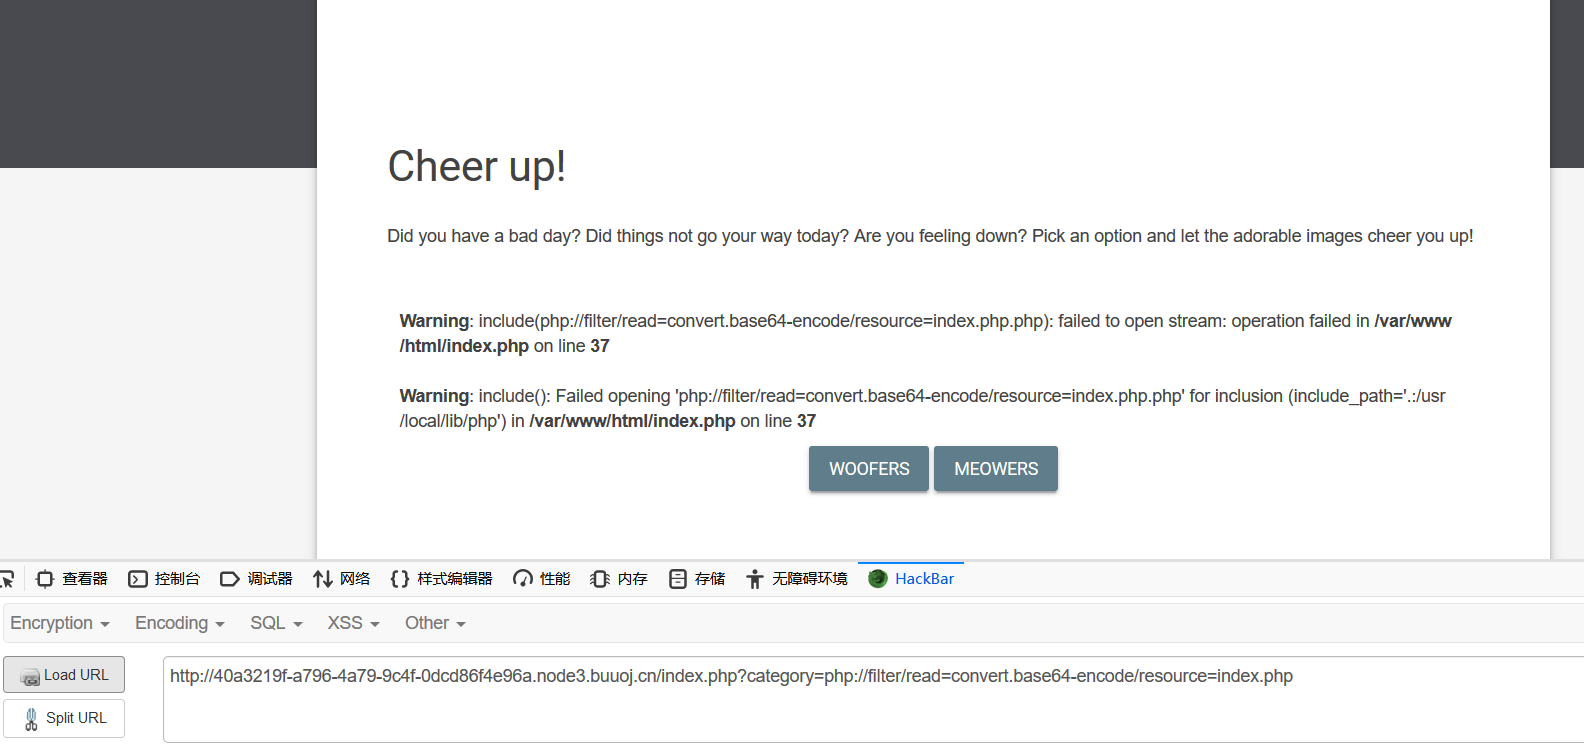 Cheer up!
Did you have a bad day? Did things not go your way today? Are you feeling down? Pick an option and let the adorable images cheer you up!
Warning: include(php://filter/read=convert.base64-encode/resource=index.php.php): failed to open stream: operation failed in /var/www
/html/index.php on line 37
Warning: include(): Failed opening 'php://filter/read=convert.base64-encode/resource=index.php.php' for inclusion (include_path='.:/usr
/local/lib/php') in /var/www/html/index.php on line 37
WOOFERS MEOWERS
查看器 控制台 调试器 网络 样式编辑器 性能 内存 存储 无障碍环境 HackBar
Encryption Encoding SQL XSS Other
Load URL http://40a3219f-a796-4a79-9c4f-0dcd86f4e96a.node3.buuoj.cn/index.php?category=php://filter/read=convert.base64-encode/resource=index.php
Split URL